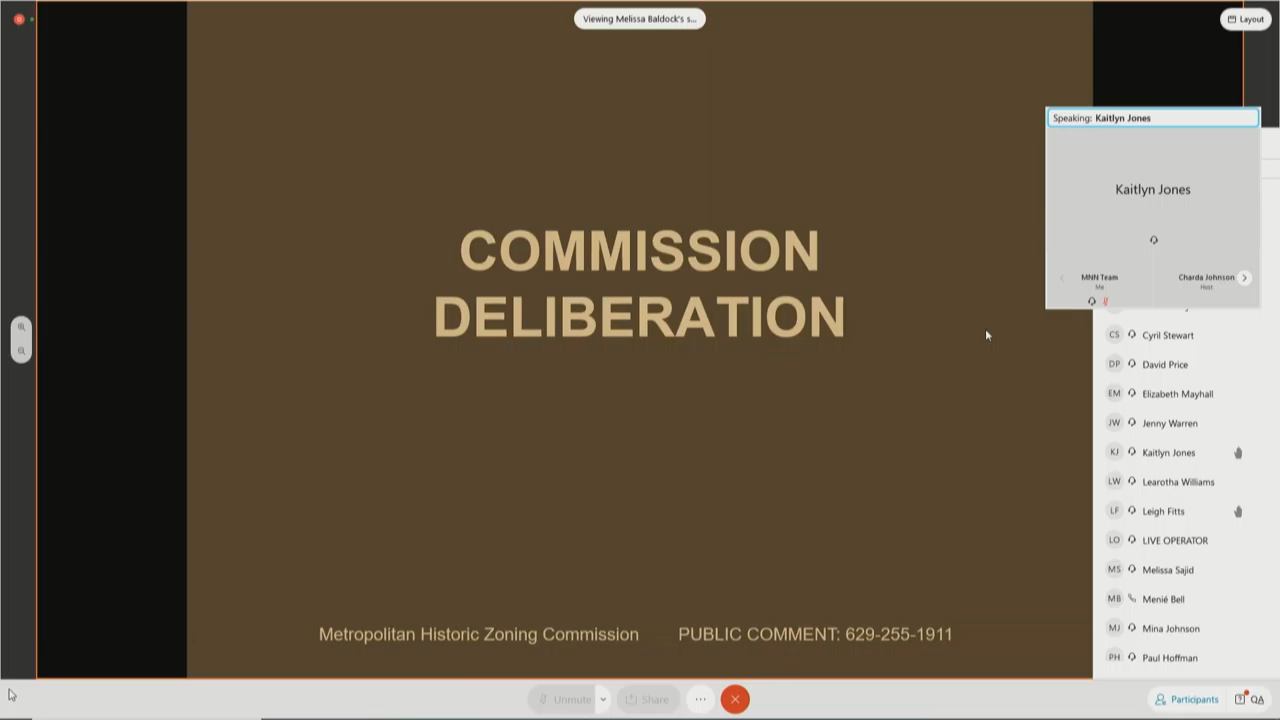 Viewing Melissa Baldock's s...
Layout
Speaking: Kaitlyn Jones
Kaitlyn Jones
MNN Team
Me
Charda Johnson
Host
COMMISSION
DELIBERATION
CS Cyril Stewart
DP David Price
EM Elizabeth Mayhall
JW Jenny Warren
KJ Kaitlyn Jones
LW Learotha Williams
LF Leigh Fitts
LO LIVE OPERATOR
MS Melissa Sajid
MB Menié Bell
MJ Mina Johnson
PH Paul Hoffman
Metropolitan Historic Zoning Commission PUBLIC COMMENT: 629-255-1911
Unmute
Share
Participants
QA